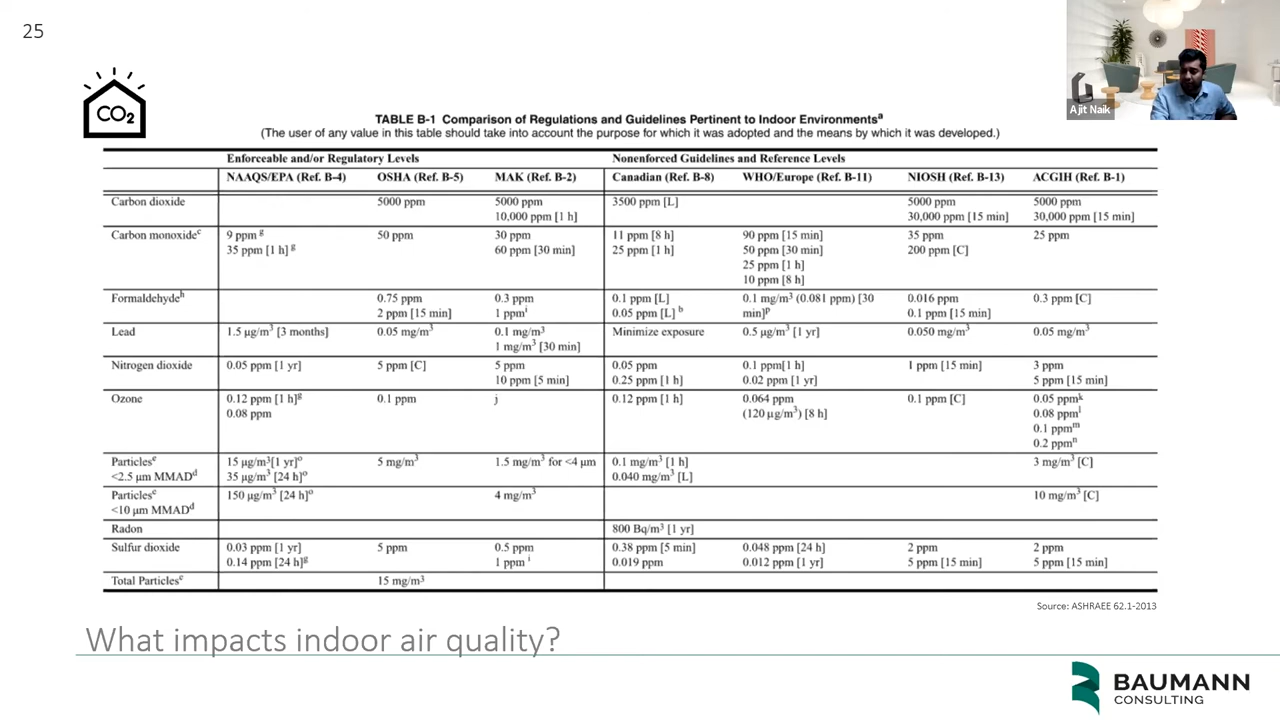 25
Ajit Naik
CO2
TABLE B-1 Comparison of Regulations and Guidelines Pertinent to Indoor Environmentsᵃ
(The user of any value in this table should take into account the purpose for which it was adopted and the means by which it was developed.)
Enforceable and/or Regulatory Levels Nonenforced Guidelines and Reference Levels
NAAQS/EPA (Ref. B-4) OSHA (Ref. B-5) MAK (Ref. B-2) Canadian (Ref. B-8) WHO/Europe (Ref. B-11) NIOSH (Ref. B-13) ACGIH (Ref. B-1)
Carbon dioxide 5000 ppm 5000 ppm 3500 ppm [L] 5000 ppm 5000 ppm
10,000 ppm [1 h] 30,000 ppm [15 min] 30,000 ppm [15 min]
Carbon monoxideᶜ 9 ppm ᵍ 50 ppm 30 ppm 11 ppm [8 h] 90 ppm [15 min] 35 ppm 25 ppm
35 ppm [1 h] ᵍ 60 ppm [30 min] 25 ppm [1 h] 50 ppm [30 min] 200 ppm [C]
25 ppm [1 h]
10 ppm [8 h]
Formaldehydeʰ 0.75 ppm 0.3 ppm 0.1 ppm [L] 0.1 mg/m³ (0.081 ppm) [30 0.016 ppm 0.3 ppm [C]
2 ppm [15 min] 1 ppmⁱ 0.05 ppm [L] ᵇ min]ᵖ 0.1 ppm [15 min]
Lead 1.5 µg/m³ [3 months] 0.05 mg/m³ 0.1 mg/m³ Minimize exposure 0.5 µg/m³ [1 yr] 0.050 mg/m³ 0.05 mg/m³
1 mg/m³ [30 min]
Nitrogen dioxide 0.05 ppm [1 yr] 5 ppm [C] 5 ppm 0.05 ppm 0.1 ppm[1 h] 1 ppm [15 min] 3 ppm
10 ppm [5 min] 0.25 ppm [1 h] 0.02 ppm [1 yr] 5 ppm [15 min]
Ozone 0.12 ppm [1 h]ᵍ 0.1 ppm j 0.12 ppm [1 h] 0.064 ppm 0.1 ppm [C] 0.05 ppmᵏ
0.08 ppm (120 µg/m³) [8 h] 0.08 ppmˡ
0.1 ppmᵐ
0.2 ppmⁿ
Particlesᵉ 15 µg/m³[1 yr]ᵒ 5 mg/m³ 1.5 mg/m³ for <4 µm 0.1 mg/m³ [1 h] 3 mg/m³ [C]
<2.5 µm MMADᵈ 35 µg/m³ [24 h]ᵒ 0.040 mg/m³ [L]
Particlesᵉ 150 µg/m³ [24 h]ᵒ 4 mg/m³ 10 mg/m³ [C]
<10 µm MMADᵈ
Radon 800 Bq/m³ [1 yr]
Sulfur dioxide 0.03 ppm [1 yr] 5 ppm 0.5 ppm 0.38 ppm [5 min] 0.048 ppm [24 h] 2 ppm 2 ppm
0.14 ppm [24 h]ᵍ 1 ppm ⁱ 0.019 ppm 0.012 ppm [1 yr] 5 ppm [15 min] 5 ppm [15 min]
Total Particlesᶜ 15 mg/m³
Source: ASHRAEE 62.1-2013
What impacts indoor air quality?
BAUMANN
CONSULTING